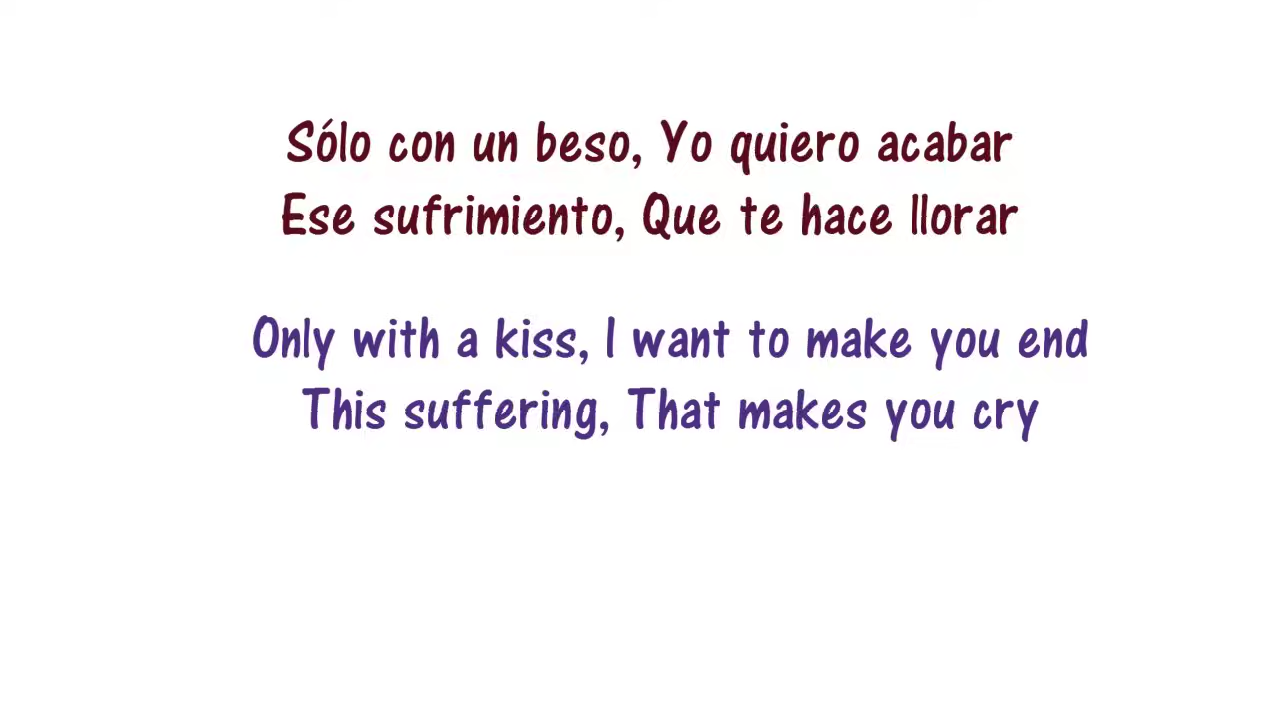 Sólo con un beso, Yo quiero acabar
Ese sufrimiento, Que te hace llorar
Only with a kiss, I want to make you end
This suffering, That makes you cry